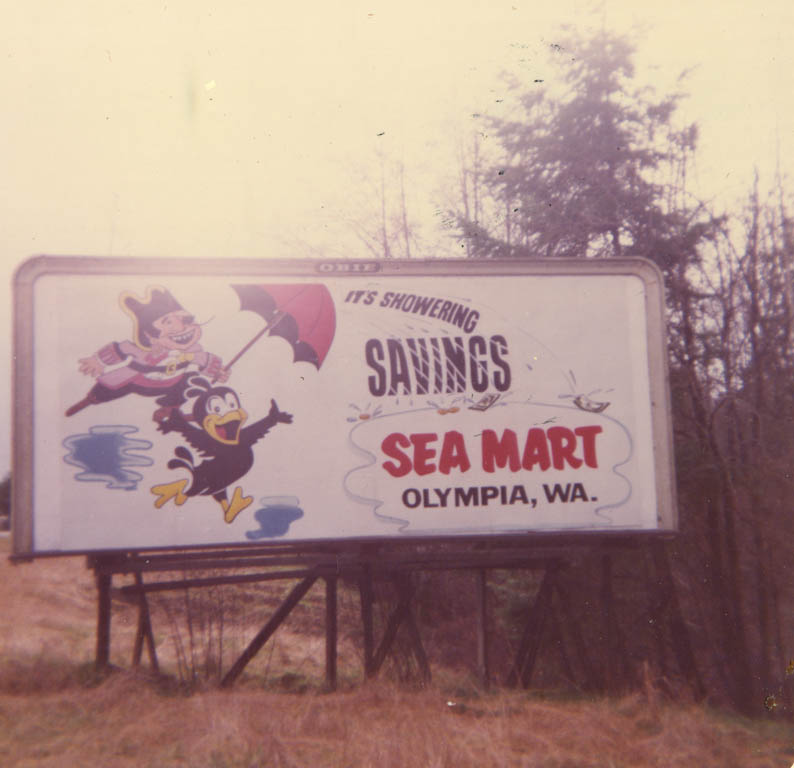 OBIE
IT'S SHOWERING
SAVINGS
SEA MART
OLYMPIA, WA.